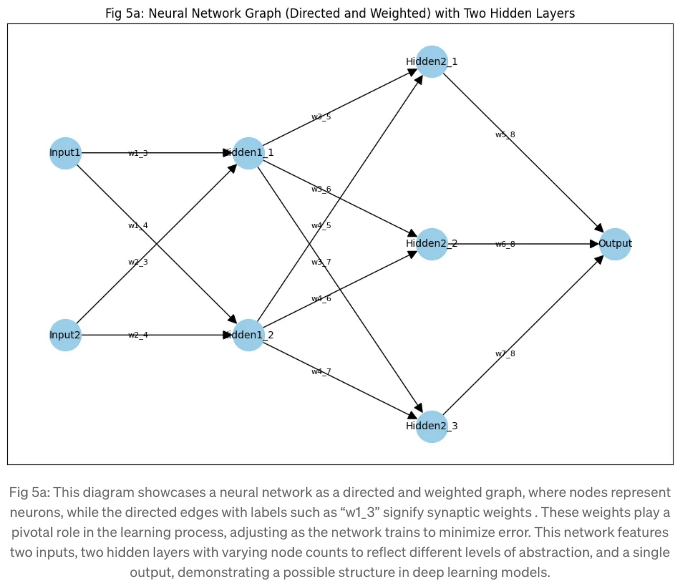 Fig 5a: Neural Network Graph (Directed and Weighted) with Two Hidden Layers
Hidden2_1
w3_5
w5_8
Input1
w1_3
Hidden1_1
w3_6
w1_4
w4_5
Hidden2_2
w6_8
Output
w2_3
w3_7
w4_6
Input2
w2_4
Hidden1_2
w7_8
w4_7
Hidden2_3
Fig 5a: This diagram showcases a neural network as a directed and weighted graph, where nodes represent
neurons, while the directed edges with labels such as “w1_3” signify synaptic weights . These weights play a
pivotal role in the learning process, adjusting as the network trains to minimize error. This network features
two inputs, two hidden layers with varying node counts to reflect different levels of abstraction, and a single
output, demonstrating a possible structure in deep learning models.